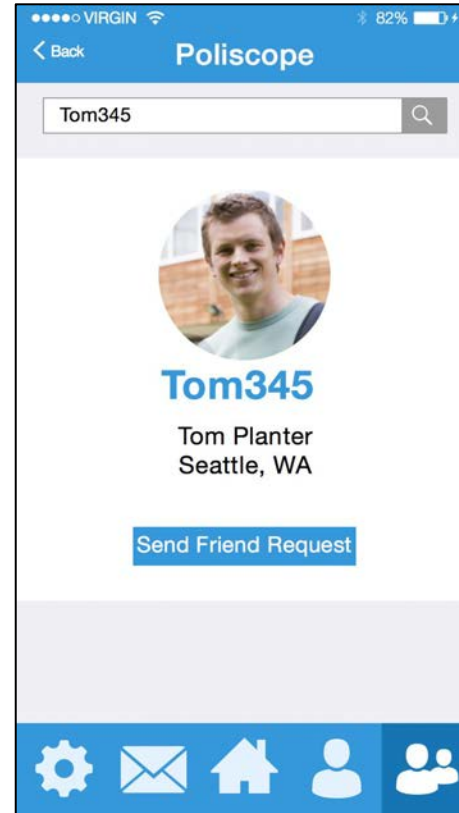 VIRGIN 82%
Back Poliscope
Tom345
Tom345
Tom Planter
Seattle, WA
Send Friend Request